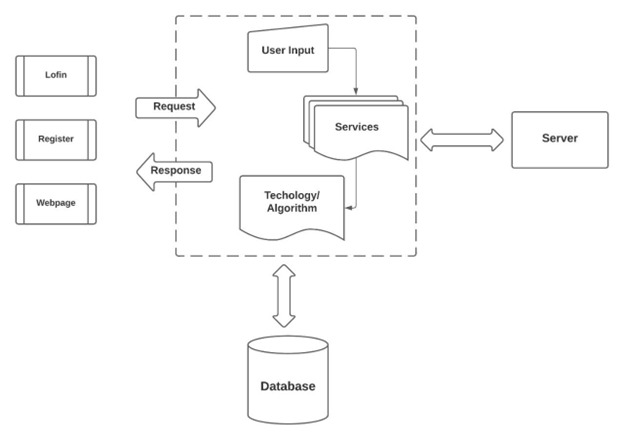 User Input
Lofin
Request
Services
Register
Server
Response
Techology/
Algorithm
Webpage
Database